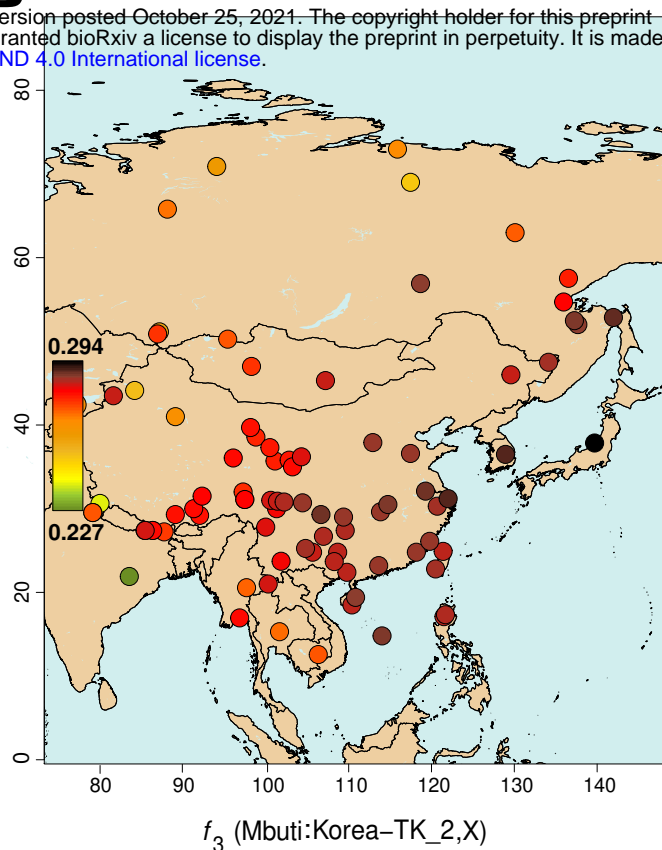 ersion posted October 25, 2021. The copyright holder for this preprint
ranted bioRxiv a license to display the preprint in perpetuity. It is made
ND 4.0 International license.
80
60
40
20
0
0.294
0.227
80 90 100 110 120 130 140
f3 (Mbuti:Korea−TK_2,X)